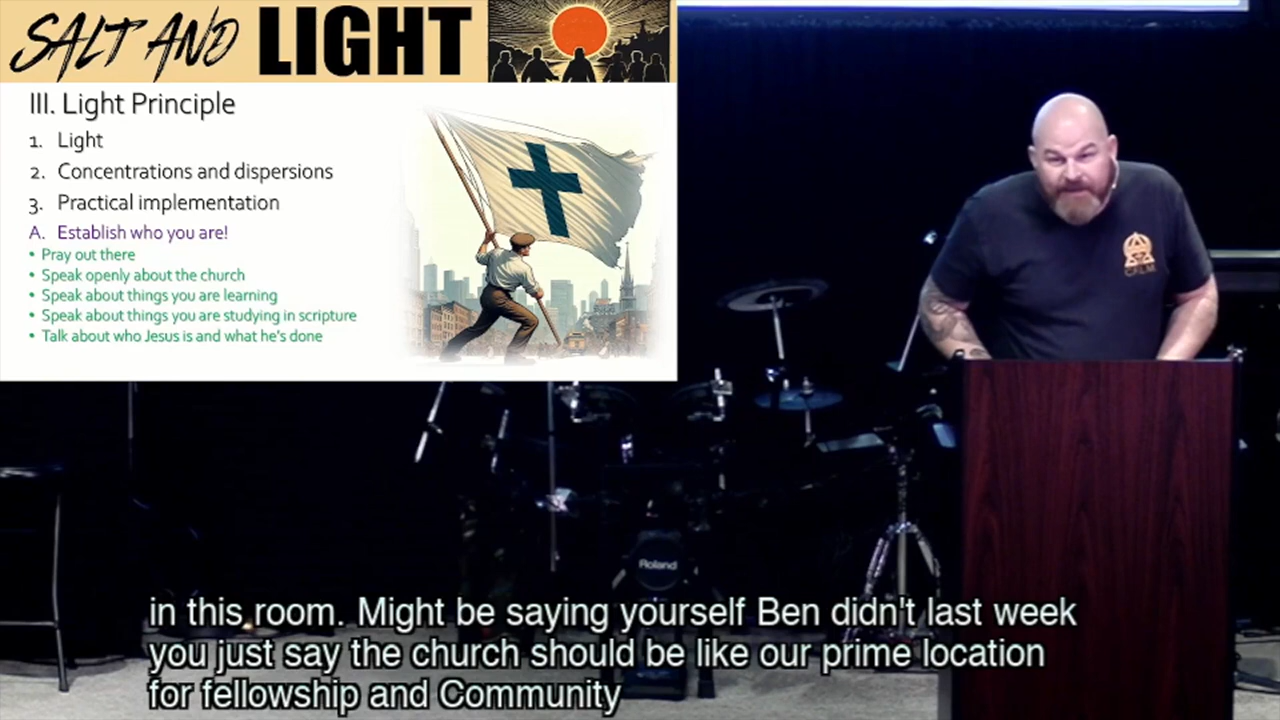 SALT AND LIGHT
III. Light Principle
1. Light
2. Concentrations and dispersions
3. Practical implementation
A. Establish who you are!
• Pray out there
• Speak openly about the church
• Speak about things you are learning
• Speak about things you are studying in scripture
• Talk about who Jesus is and what he's done
CALM
Roland
in this room. Might be saying yourself Ben didn't last week
you just say the church should be like our prime location
for fellowship and Community